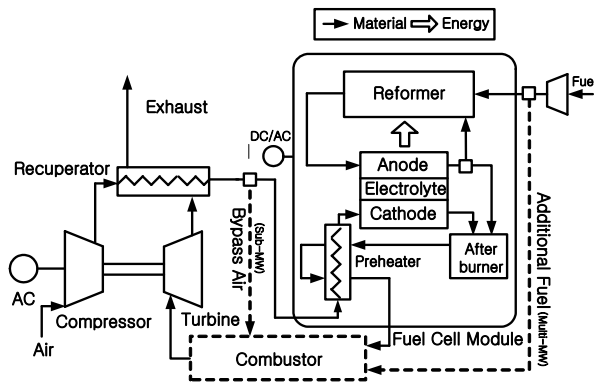 Material
Energy
Exhaust
DC/AC
Reformer
Fue
Recuperator
Anode
Electrolyte
Cathode
Bypass Air
(Sub-MW)
Additional Fuel (Multi-MW)
Preheater
After
burner
AC
Air
Compressor
Turbine
Fuel Cell Module
Combustor